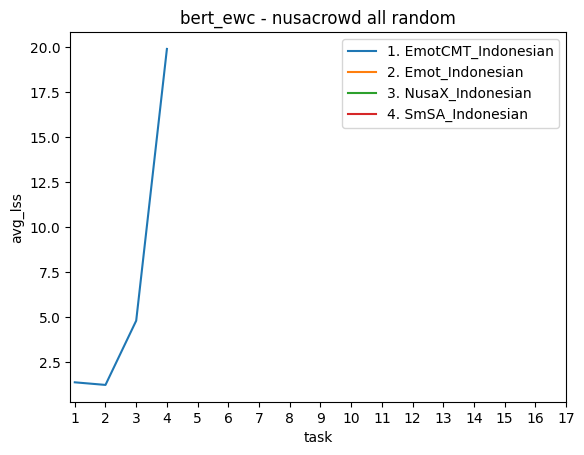 bert_ewc - nusacrowd all random
1. EmotCMT_Indonesian
2. Emot_Indonesian
3. NusaX_Indonesian
4. SmSA_Indonesian
avg_lss
20.0
17.5
15.0
12.5
10.0
7.5
5.0
2.5
1 2 3 4 5 6 7 8 9 10 11 12 13 14 15 16 17
task